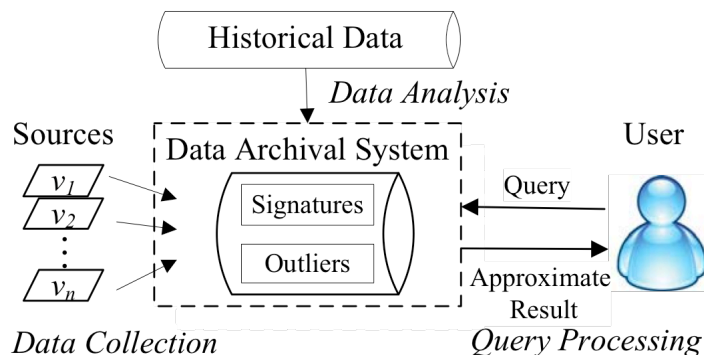 Historical Data
Data Analysis
Sources
User
Data Archival System
v1
v2
vn
Signatures
Outliers
Query
Approximate
Result
Data Collection
Query Processing